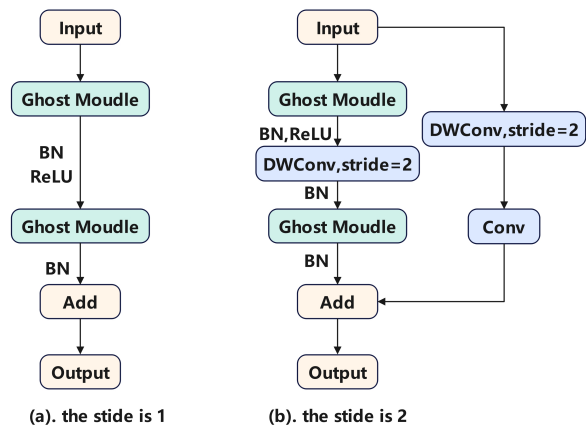 Input
Ghost Moudle
BN
ReLU
Ghost Moudle
BN
Add
Output
(a). the stide is 1
Input
Ghost Moudle
BN,ReLU
DWConv,stride=2
BN
Ghost Moudle
BN
Add
Output
DWConv,stride=2
Conv
(b). the stide is 2